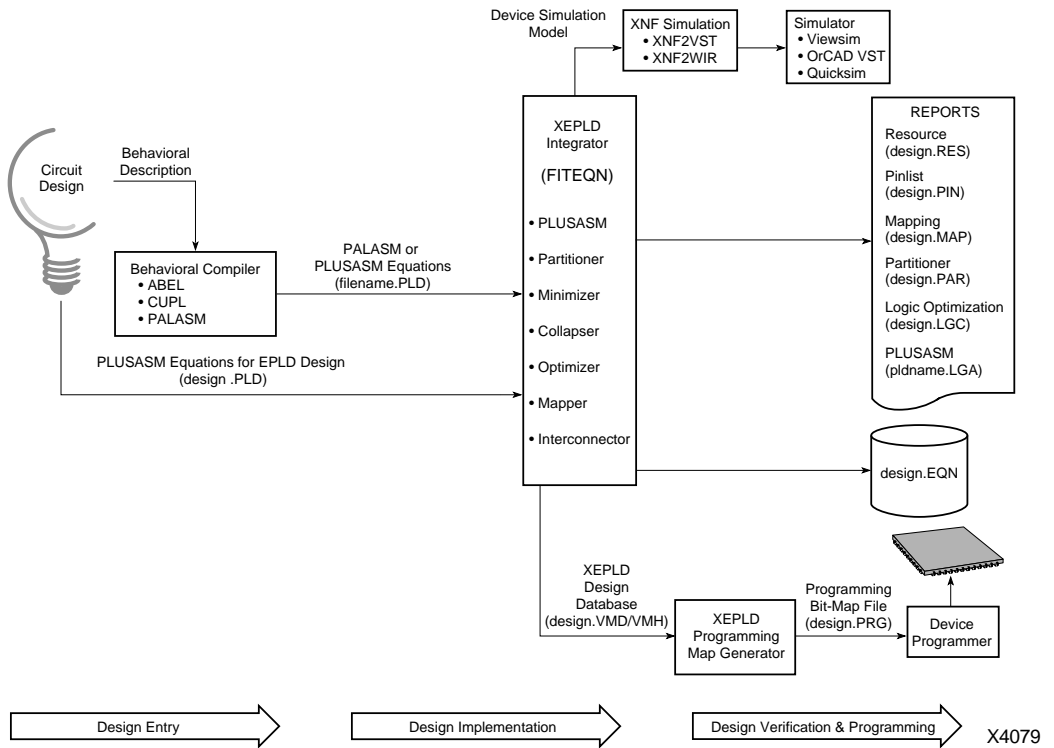 Device Simulation
Model
XNF Simulation
• XNF2VST
• XNF2WIR
Simulator
• Viewsim
• OrCAD VST
• Quicksim
Circuit
Design
Behavioral
Description
Behavioral Compiler
• ABEL
• CUPL
• PALASM
PALASM or
PLUSASM Equations
(filename.PLD)
PLUSASM Equations for EPLD Design
(design .PLD)
XEPLD
Integrator
(FITEQN)
• PLUSASM
• Partitioner
• Minimizer
• Collapser
• Optimizer
• Mapper
• Interconnector
REPORTS
Resource
(design.RES)
Pinlist
(design.PIN)
Mapping
(design.MAP)
Partitioner
(design.PAR)
Logic Optimization
(design.LGC)
PLUSASM
(pldname.LGA)
design.EQN
XEPLD
Design
Database
(design.VMD/VMH)
XEPLD
Programming
Map Generator
Programming
Bit-Map File
(design.PRG)
Device
Programmer
Design Entry
Design Implementation
Design Verification & Programming
X4079